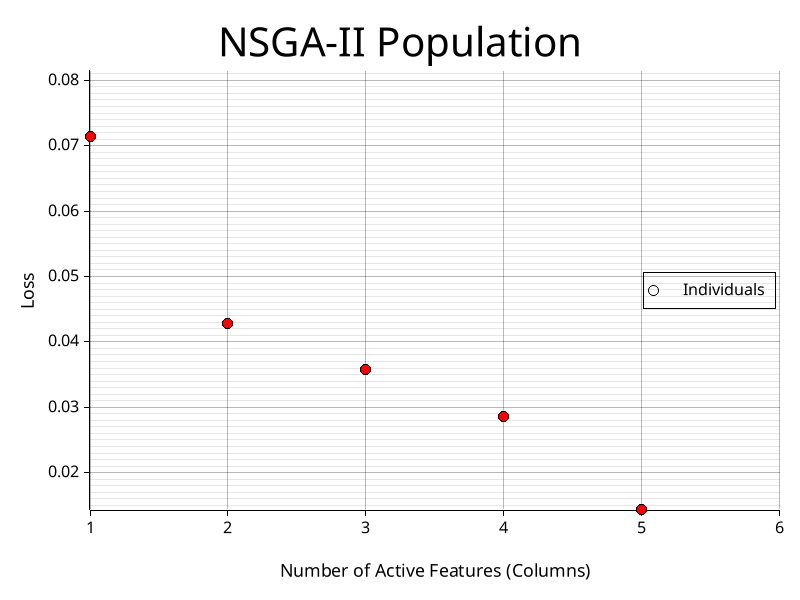 NSGA-II Population
0.08
0.07
0.06
0.05
0.04
0.03
0.02
Loss
Individuals
1 2 3 4 5 6
Number of Active Features (Columns)